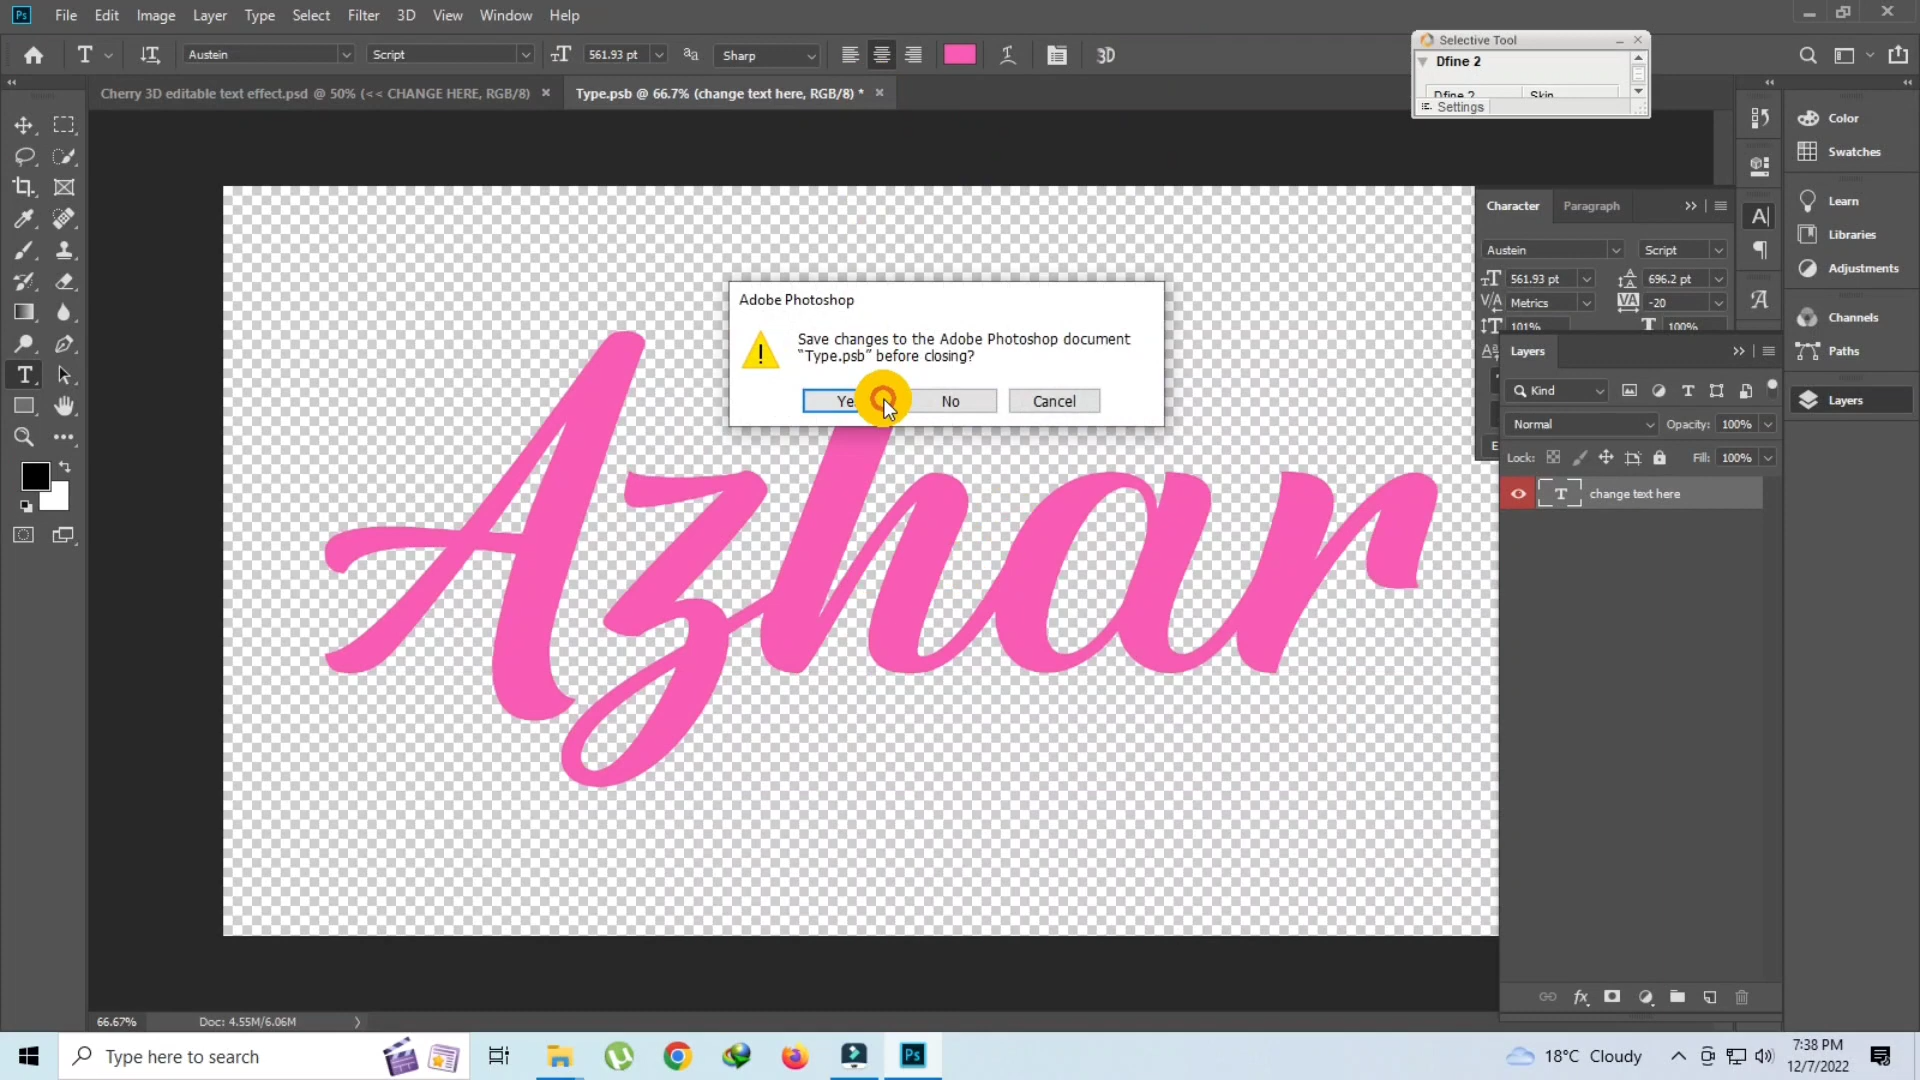 Ps File Edit Image Layer Type Select Filter 3D View Window Help
Austein Script 561.93 pt Sharp 3D
Selective Tool
Dfine 2
Dfine 2 Skin
Settings
Cherry 3D editable text effect.psd @ 50% (<< CHANGE HERE, RGB/8) × Type.psb @ 66.7% (change text here, RGB/8) * ×
Color
Swatches
Learn
Libraries
Adjustments
Channels
Paths
Layers
Character Paragraph
Austein Script
561.93 pt 696.2 pt
Metrics -20
101% 100%
Layers
Kind
Normal Opacity: 100%
Lock: Fill: 100%
change text here
Adobe Photoshop
Save changes to the Adobe Photoshop document
"Type.psb" before closing?
No Cancel
Azhar
66.67% Doc: 4.55M/6.06M
Type here to search
Ps
18°C Cloudy
7:38 PM
12/7/2022